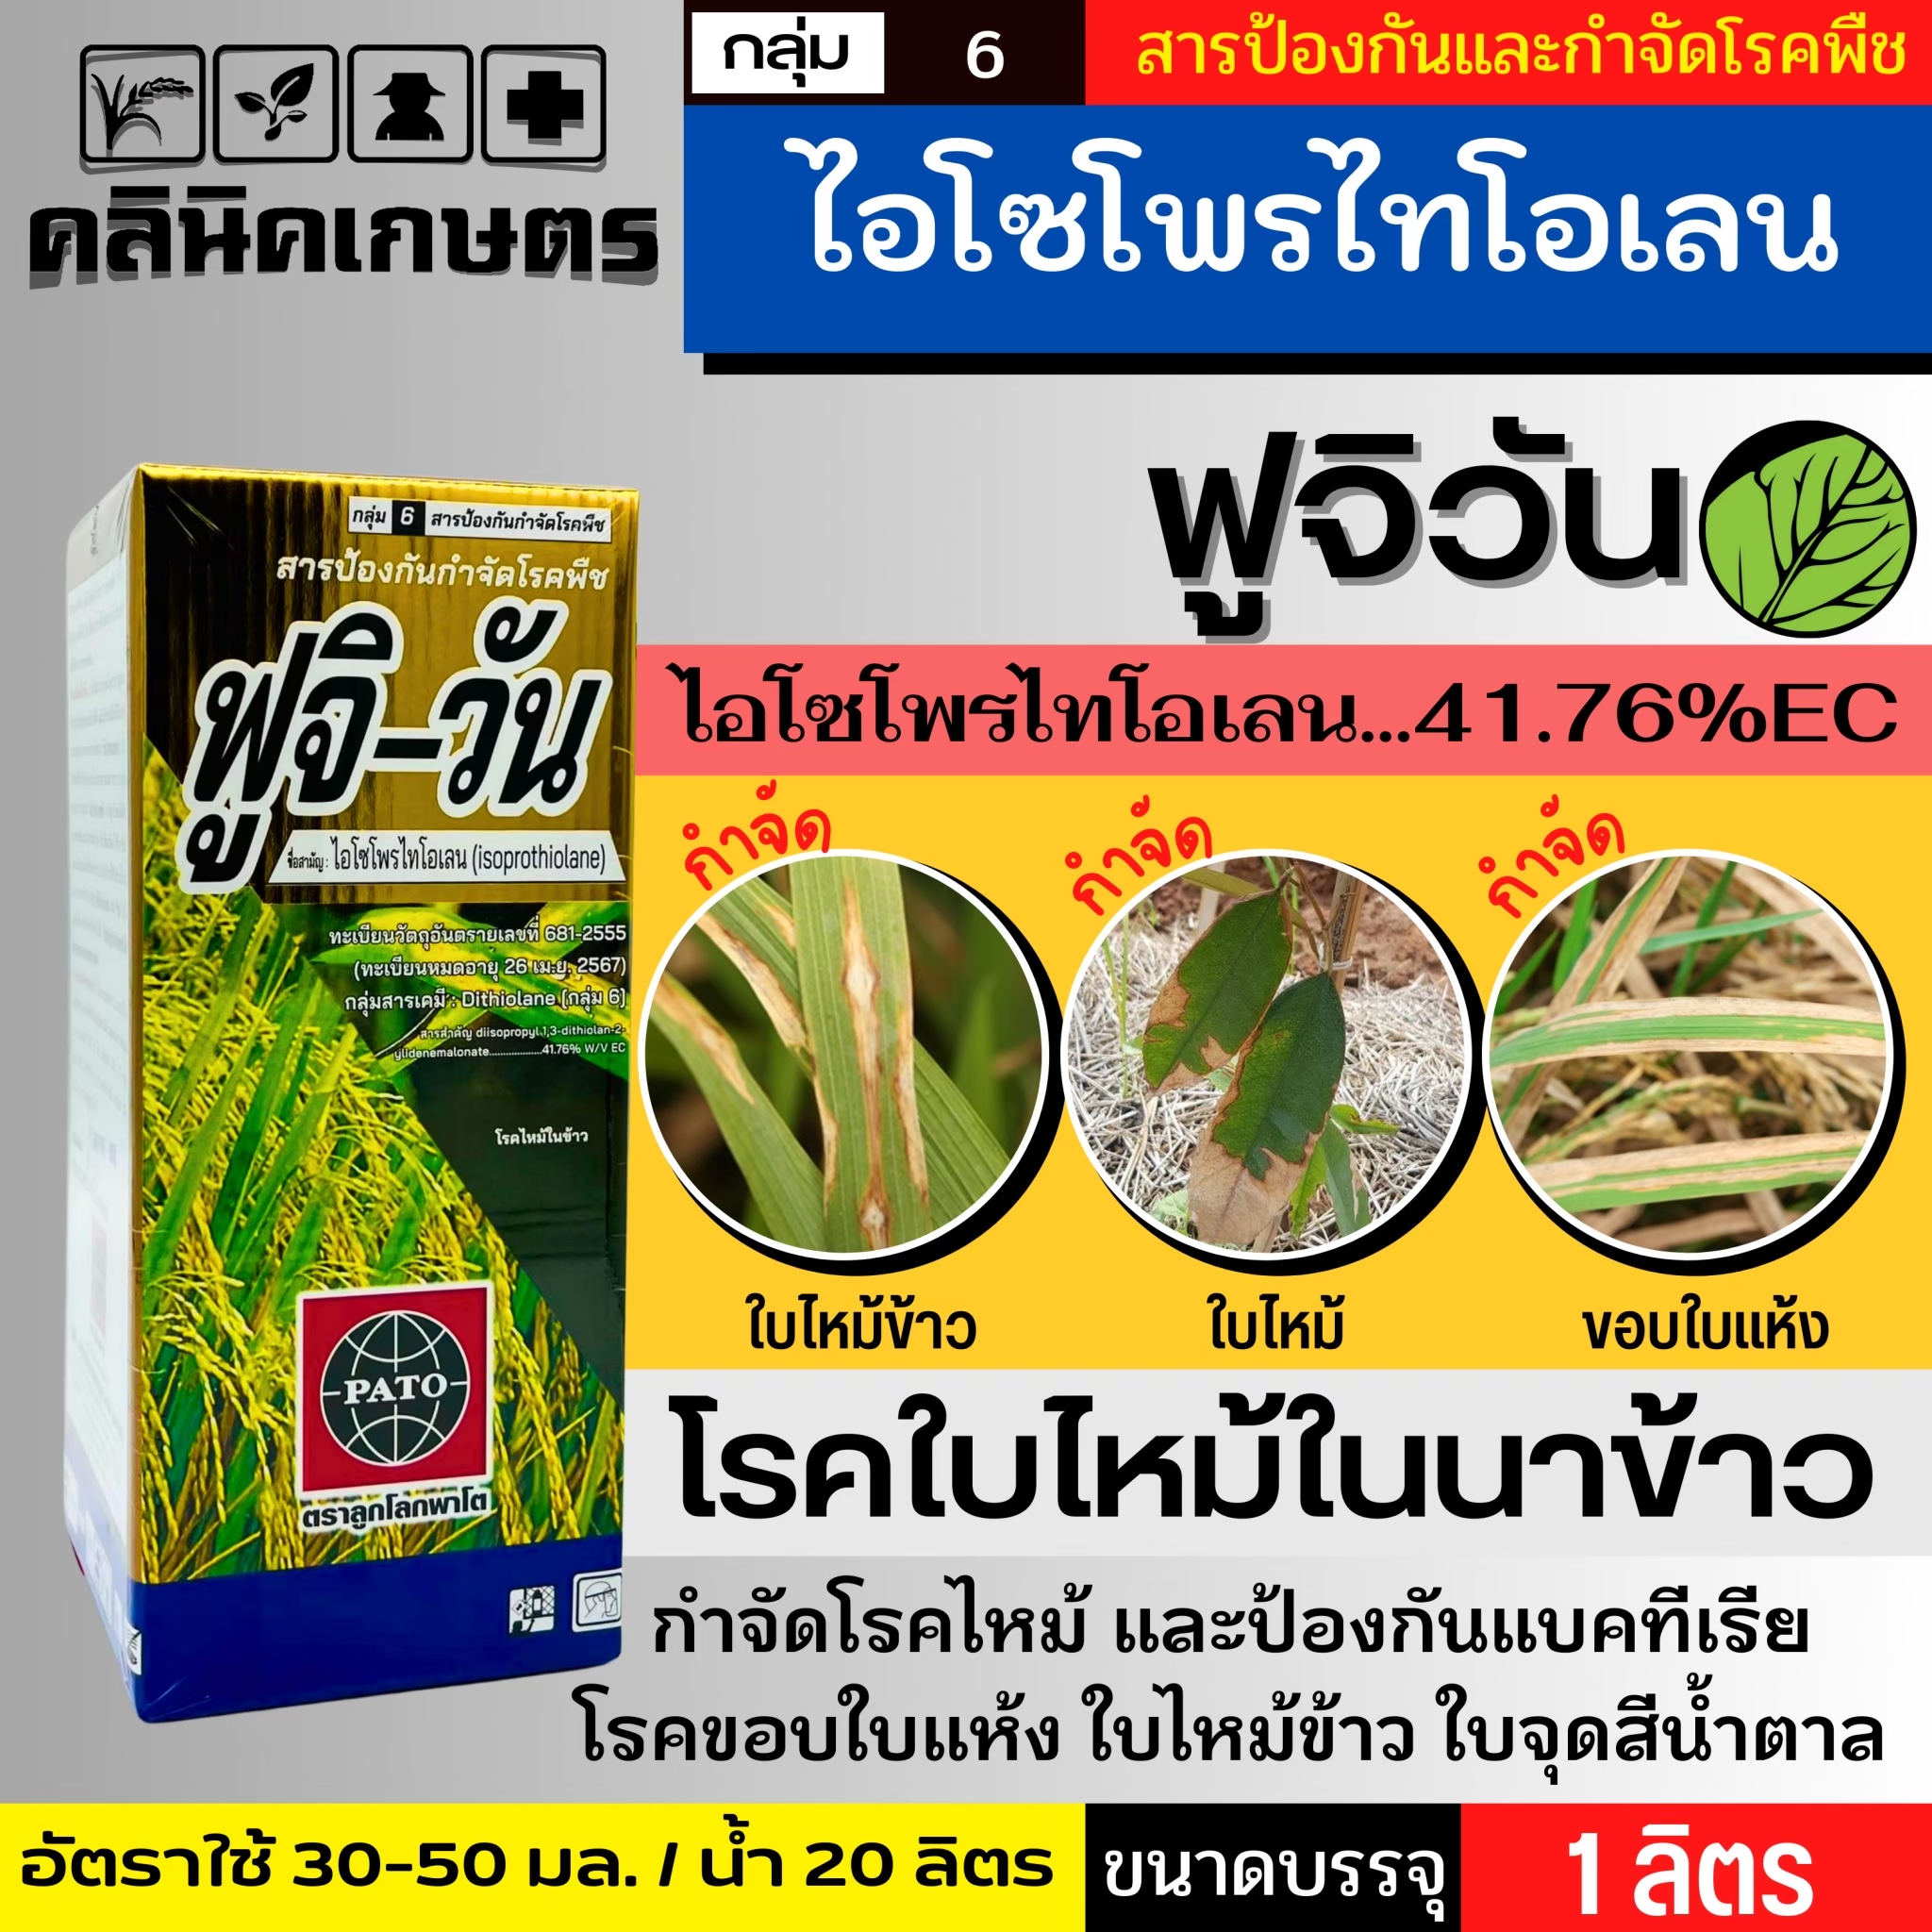 คลินิคเกษตร
กลุ่ม 6 สารป้องกันและกำจัดโรคพืช
ไอโซโพรไทโอเลน
ฟูจิวัน
ไอโซโพรไทโอเลน...41.76%EC
กลุ่ม 6 สารป้องกันกำจัดโรคพืช
สารป้องกันกำจัดโรคพืช
ฟูจิ-วัน
ชื่อสามัญ: ไอโซโพรไทโอเลน (isoprothiolane)
ทะเบียนวัตถุอันตรายเลขที่ 681-2555
(ทะเบียนหมดอายุ 26 เม.ย. 2567)
กลุ่มสารเคมี : Dithiolane (กลุ่ม 6)
สารสำคัญ diisopropyl 1,3-dithiolan-2-
ylidenemalonate...................41.76% W/V EC
โรคไหม้ในข้าว
PATO
ตราลูกโลกพาโต
กำจัด กำจัด กำจัด
ใบไหม้ข้าว ใบไหม้ ขอบใบแห้ง
โรคใบไหม้ในนาข้าว
กำจัดโรคไหม้ และป้องกันแบคทีเรีย
โรคขอบใบแห้ง ใบไหม้ข้าว ใบจุดสีน้ำตาล
อัตราใช้ 30-50 มล. / น้ำ 20 ลิตร ขนาดบรรจุ 1 ลิตร